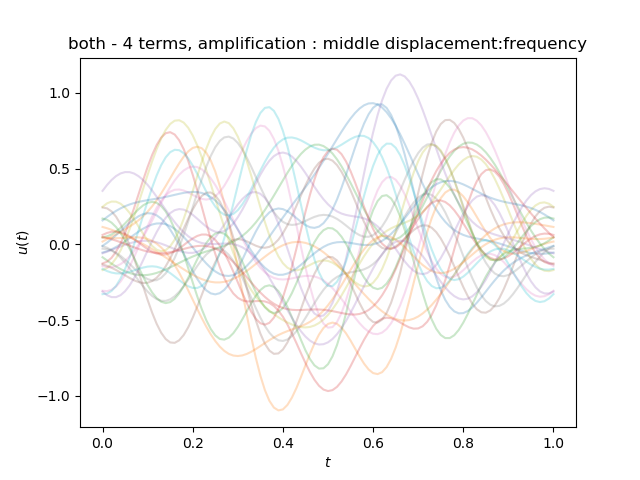 both - 4 terms, amplification : middle displacement:frequency
1.0
0.5
0.0
−0.5
−1.0
u(t)
0.0 0.2 0.4 0.6 0.8 1.0
t